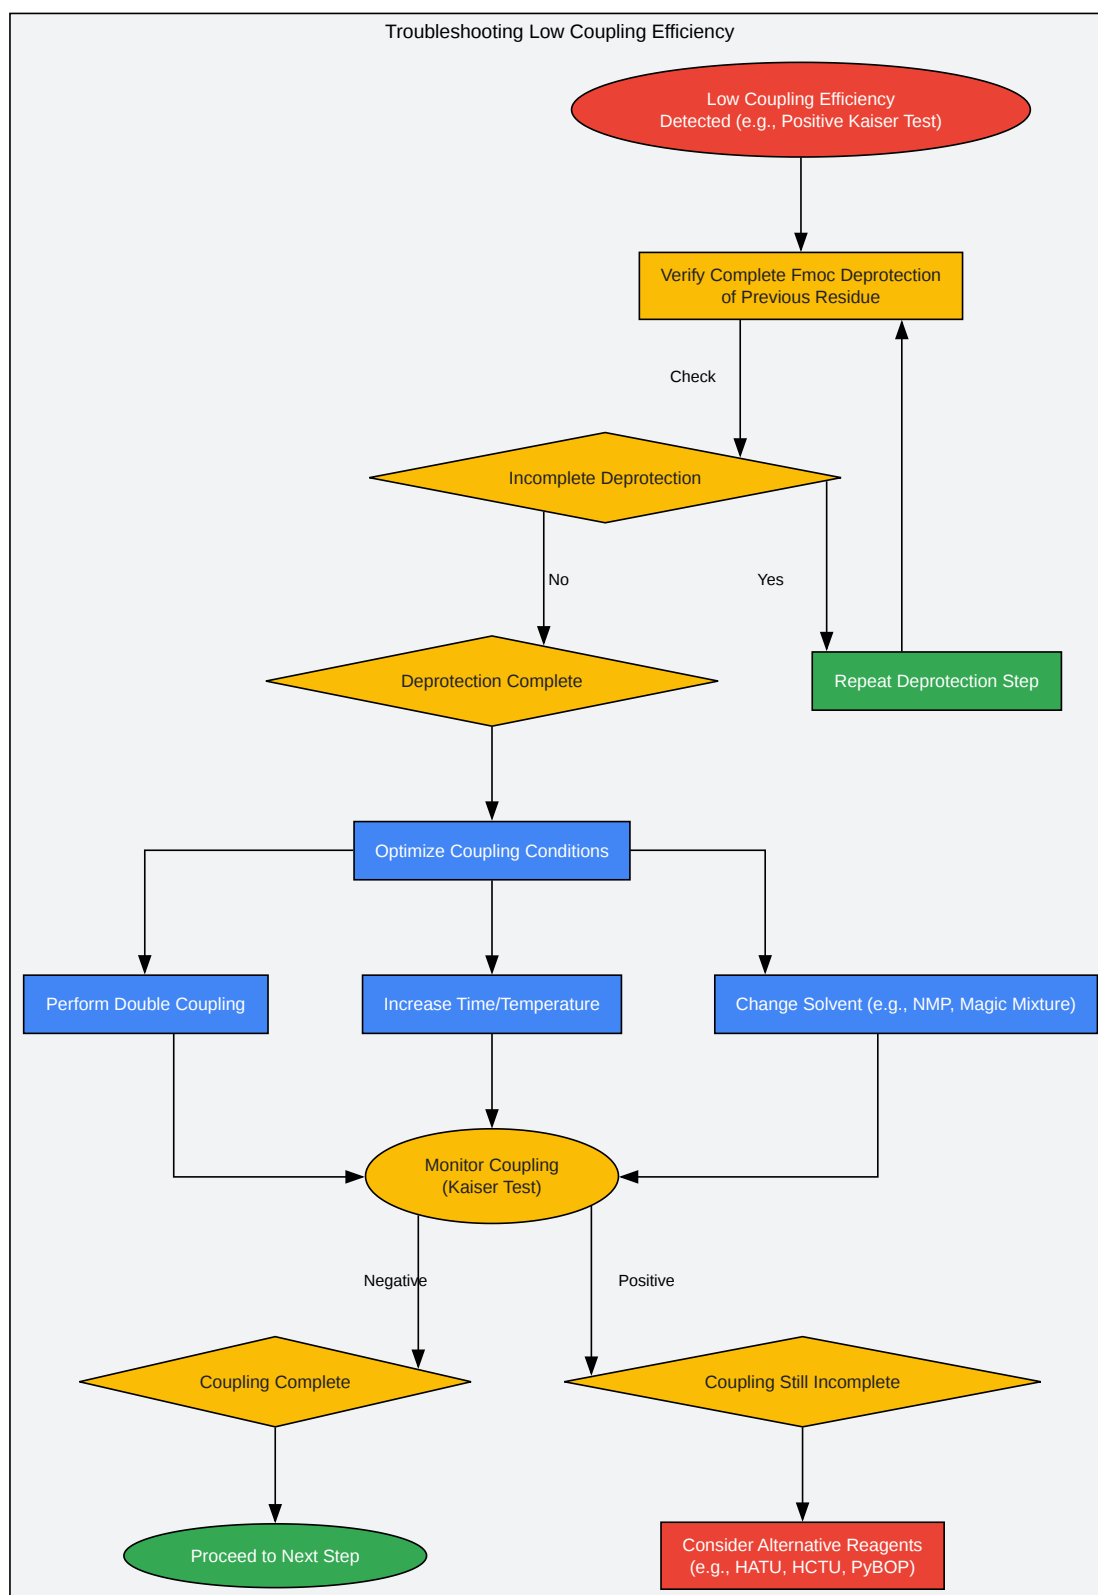 Troubleshooting Low Coupling Efficiency
Low Coupling Efficiency
Detected (e.g., Positive Kaiser Test)
Verify Complete Fmoc Deprotection
of Previous Residue
Check
Incomplete Deprotection
No
Yes
Deprotection Complete
Repeat Deprotection Step
Optimize Coupling Conditions
Perform Double Coupling
Increase Time/Temperature
Change Solvent (e.g., NMP, Magic Mixture)
Monitor Coupling
(Kaiser Test)
Negative
Positive
Coupling Complete
Coupling Still Incomplete
Proceed to Next Step
Consider Alternative Reagents
(e.g., HATU, HCTU, PyBOP)